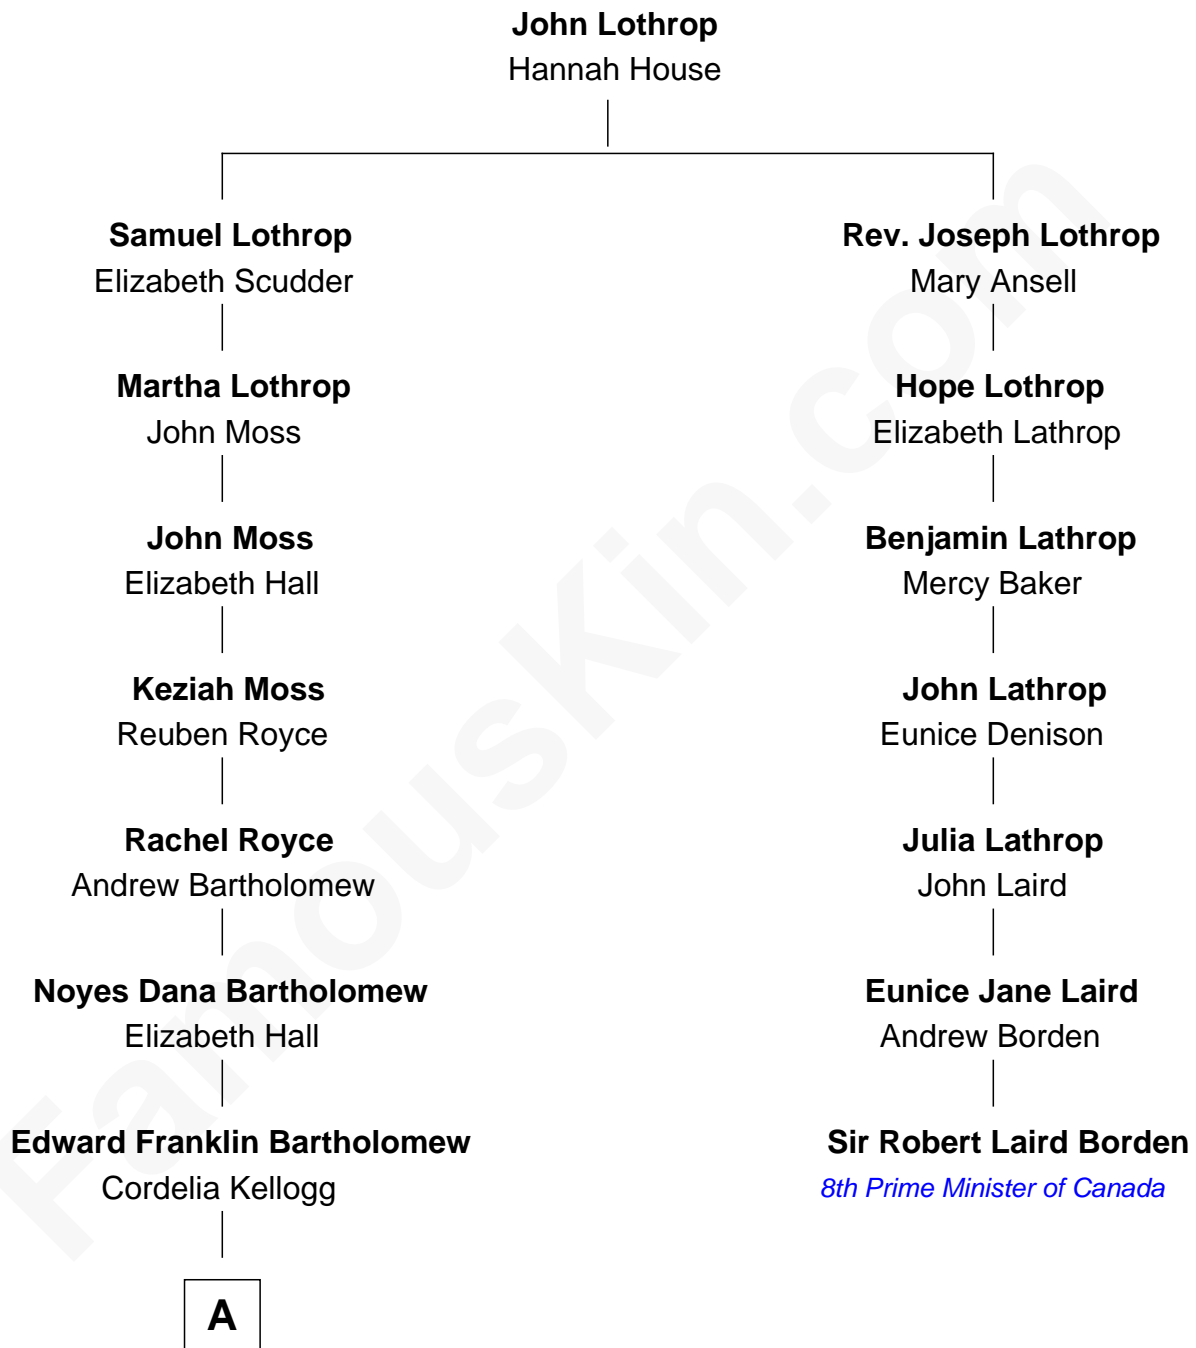 John Lothrop
Hannah House
Samuel Lothrop
Elizabeth Scudder
Rev. Joseph Lothrop
Mary Ansell
Martha Lothrop
John Moss
Hope Lothrop
Elizabeth Lathrop
John Moss
Elizabeth Hall
Benjamin Lathrop
Mercy Baker
Keziah Moss
Reuben Royce
John Lathrop
Eunice Denison
Rachel Royce
Andrew Bartholomew
Julia Lathrop
John Laird
Noyes Dana Bartholomew
Elizabeth Hall
Eunice Jane Laird
Andrew Borden
Edward Franklin Bartholomew
Cordelia Kellogg
Sir Robert Laird Borden
8th Prime Minister of Canada
A
FamousKin.com